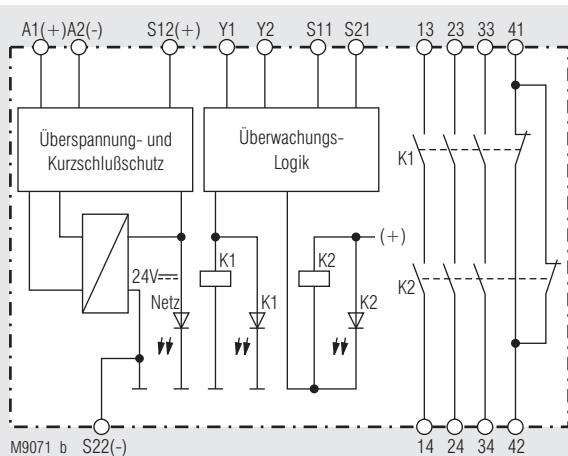 A1(+) A2(-) S12(+) Y1 Y2 S11 S21 13 23 33 41
Überspannung- und
Kurzschlußschutz
Überwachungs-
Logik
K1
(+)
K1
K2
24V
K2
Netz
K1
K2
M9071 b S22(-) 14 24 34 42